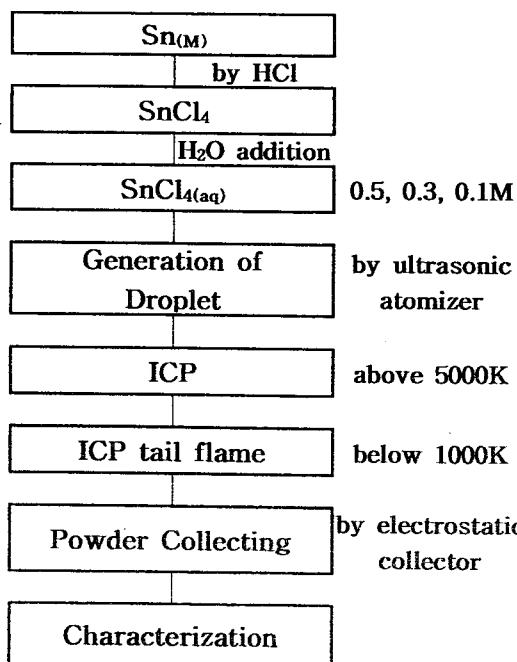 Sn(M)
by HCl
SnCl₄
H₂O addition
SnCl₄(aq) 0.5, 0.3, 0.1M
Generation of by ultrasonic
Droplet atomizer
ICP above 5000K
ICP tail flame below 1000K
Powder Collecting by electrostatic
collector
Characterization